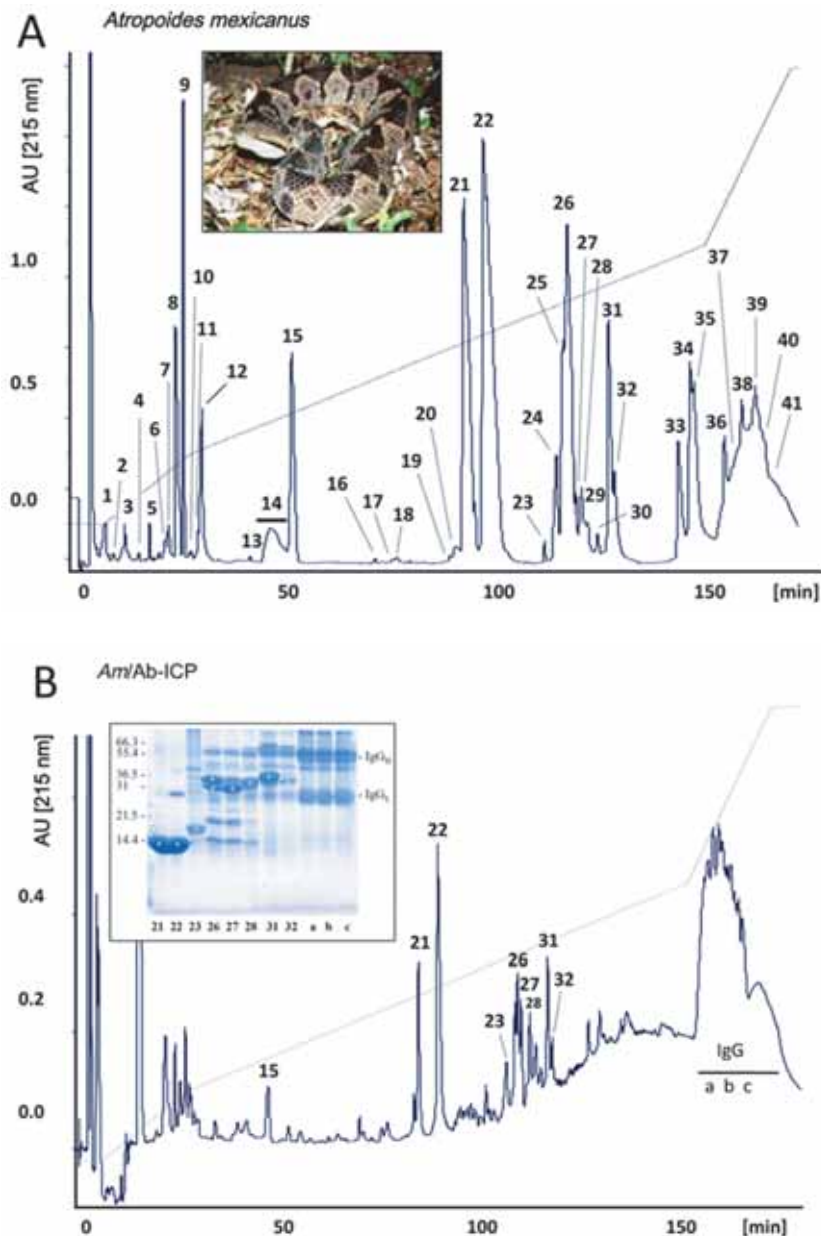 A
Atropoides mexicanus
AU [215 nm]
1.0
0.5
0.0
1 2 3 4 5 6 7 8 9 10 11 12 13 14 15 16 17 18 19 20 21 22 23 24 25 26 27 28 29 30 31 32 33 34 35 36 37 38 39 40 41
0 50 100 150 [min]
B
Am/Ab-ICP
AU [215 nm]
0.4
0.2
0.0
66.3 -
55.4 -
36.5 -
31 -
21.5 -
14.4 -
- IgG
- IgG
21 22 23 26 27 28 31 32 a b c
15 21 22 23 26 27 28 31 32
IgG
a b c
0 50 100 150 [min]